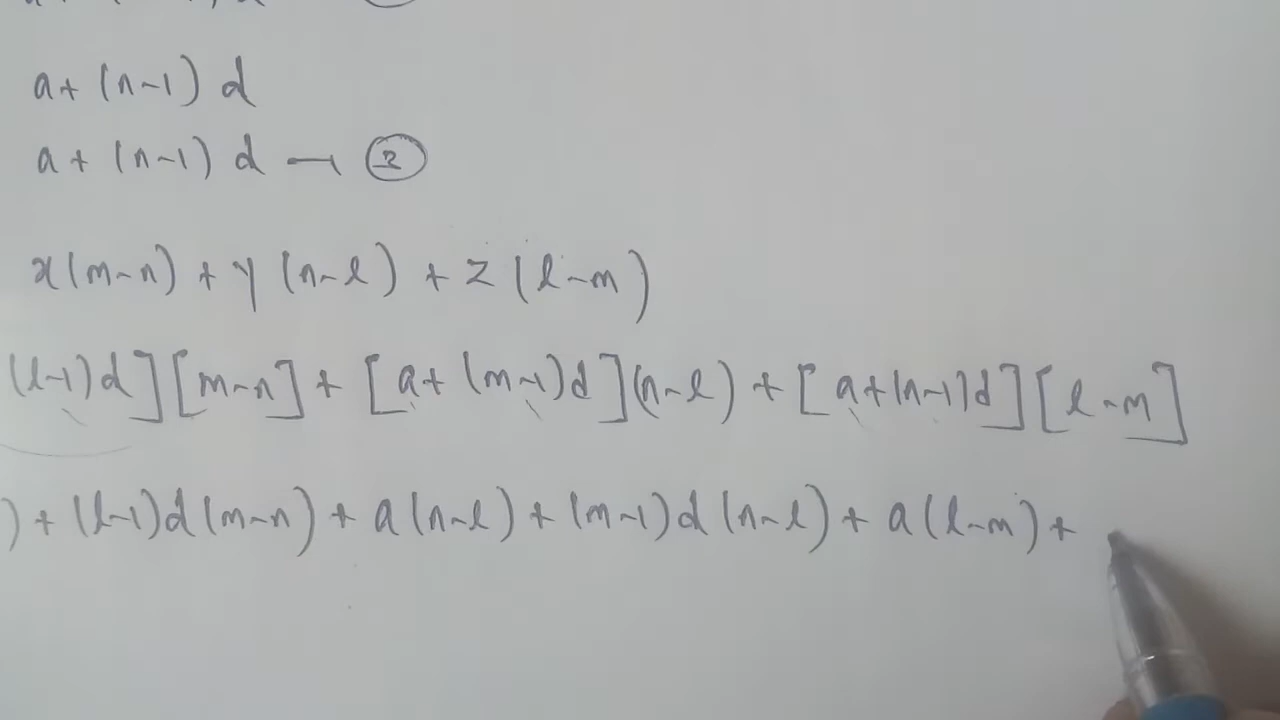 a + (n-1) d
a + (n-1) d — ②
x(m-n) + y (n-l) + z (l-m)
(l-1)d][m-n] + [a + (m-1)d](n-l) + [a+(n-1)d][l-m]
) + (l-1)d(m-n) + a(n-l) + (m-1)d(n-l) + a(l-m) +